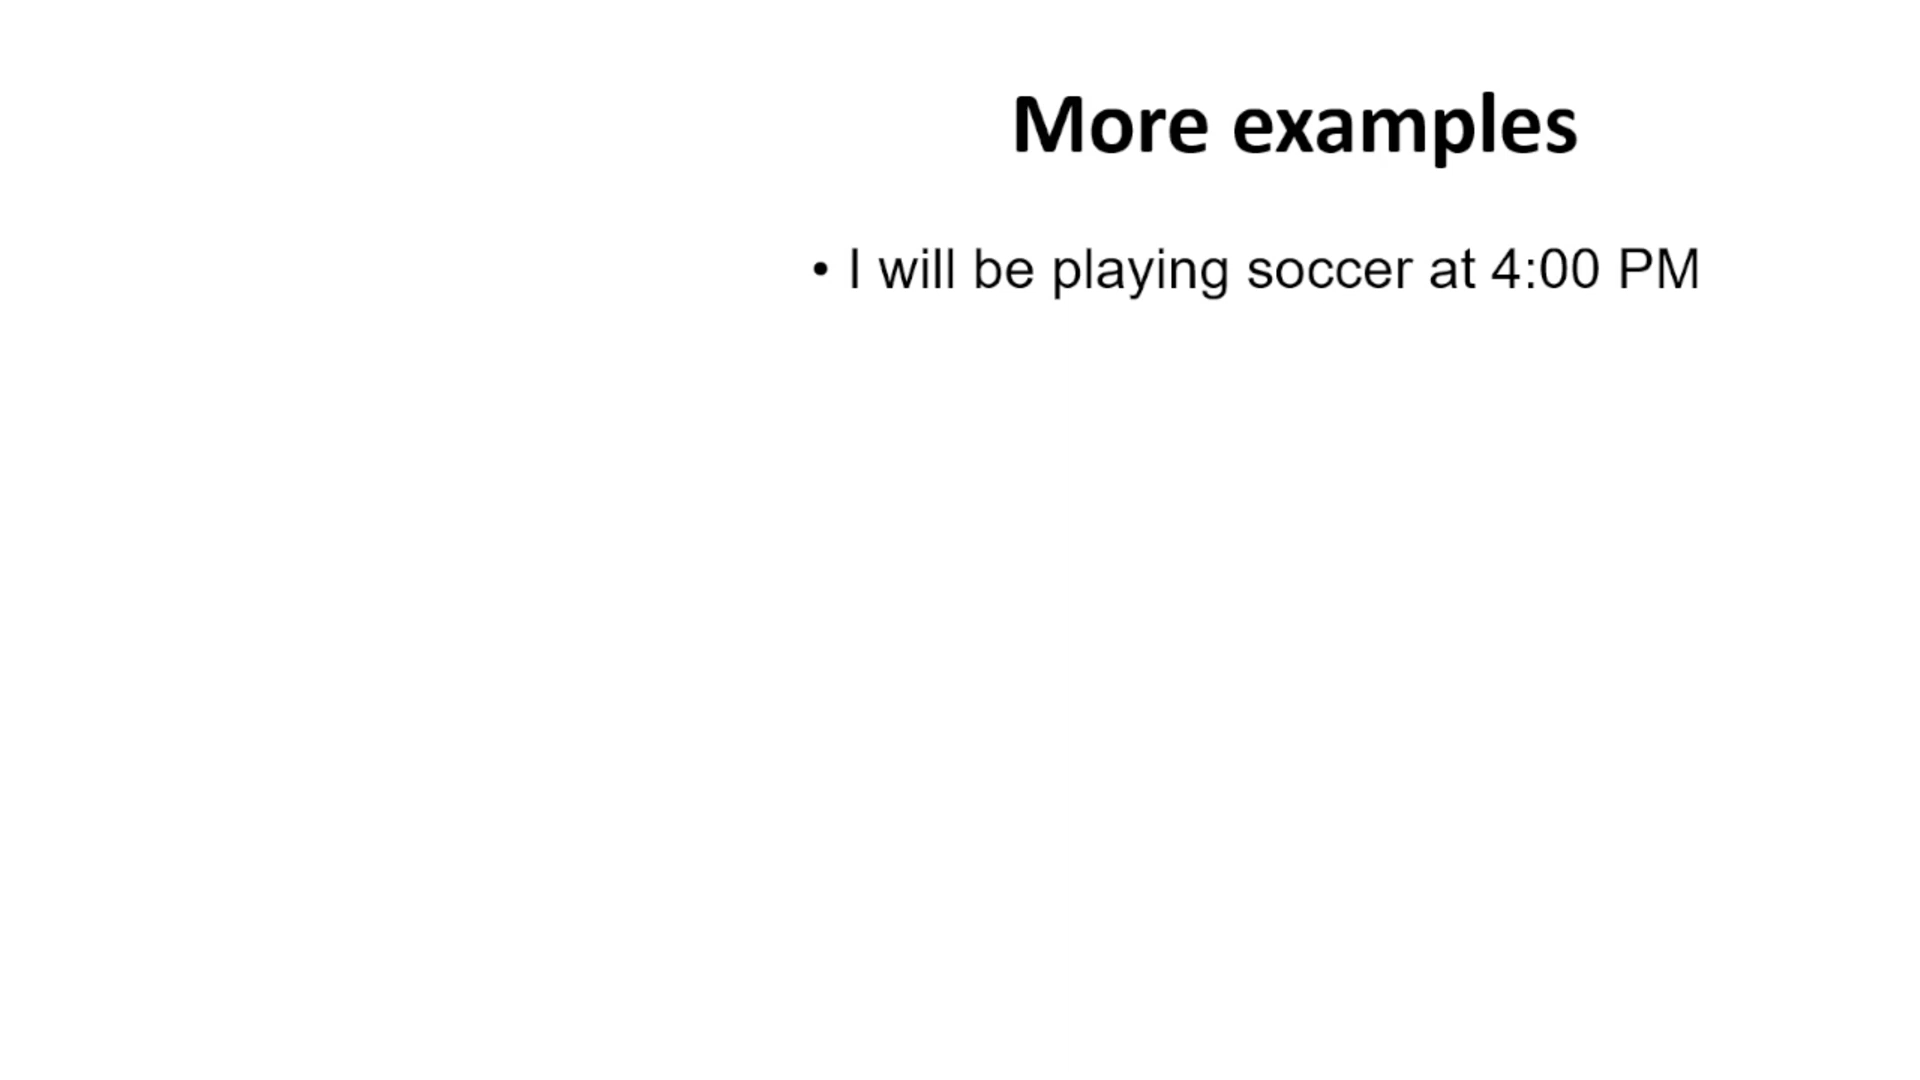 More examples
• I will be playing soccer at 4:00 PM